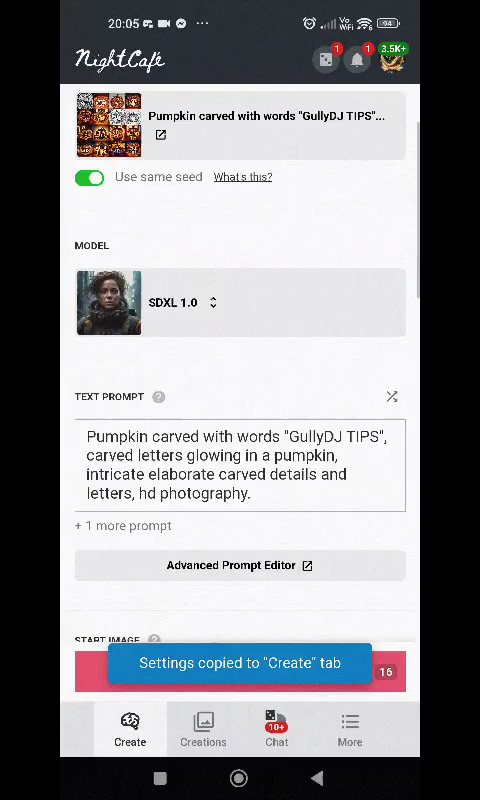 20:05
Vo
WiFi
94
NightCafé
1
1
3.5K+
Pumpkin carved with words "GullyDJ TIPS"...
Use same seed What's this?
MODEL
SDXL 1.0
TEXT PROMPT ?
Pumpkin carved with words "GullyDJ TIPS",
carved letters glowing in a pumpkin,
intricate elaborate carved details and
letters, hd photography.
+ 1 more prompt
Advanced Prompt Editor
START IMAGE ?
Settings copied to "Create" tab
16
10+
Create Creations Chat More